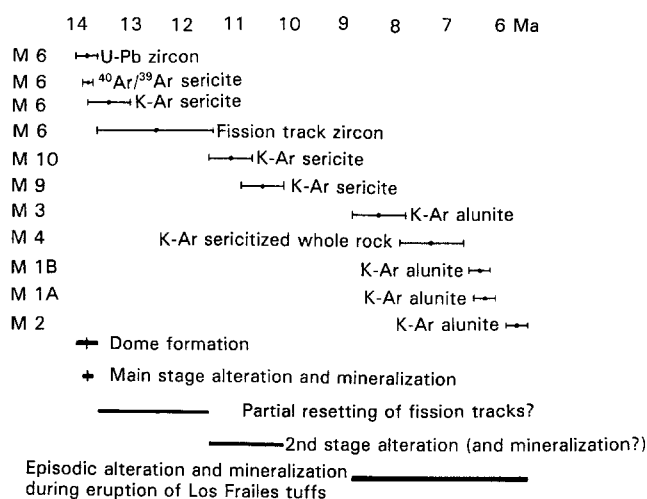 14 13 12 11 10 9 8 7 6 Ma
M 6 U-Pb zircon
M 6 ⁴⁰Ar/³⁹Ar sericite
M 6 K-Ar sericite
M 6 Fission track zircon
M 10 K-Ar sericite
M 9 K-Ar sericite
M 3 K-Ar alunite
M 4 K-Ar sericitized whole rock
M 1B K-Ar alunite
M 1A K-Ar alunite
M 2 K-Ar alunite
Dome formation
Main stage alteration and mineralization
Partial resetting of fission tracks?
2nd stage alteration (and mineralization?)
Episodic alteration and mineralization
during eruption of Los Frailes tuffs